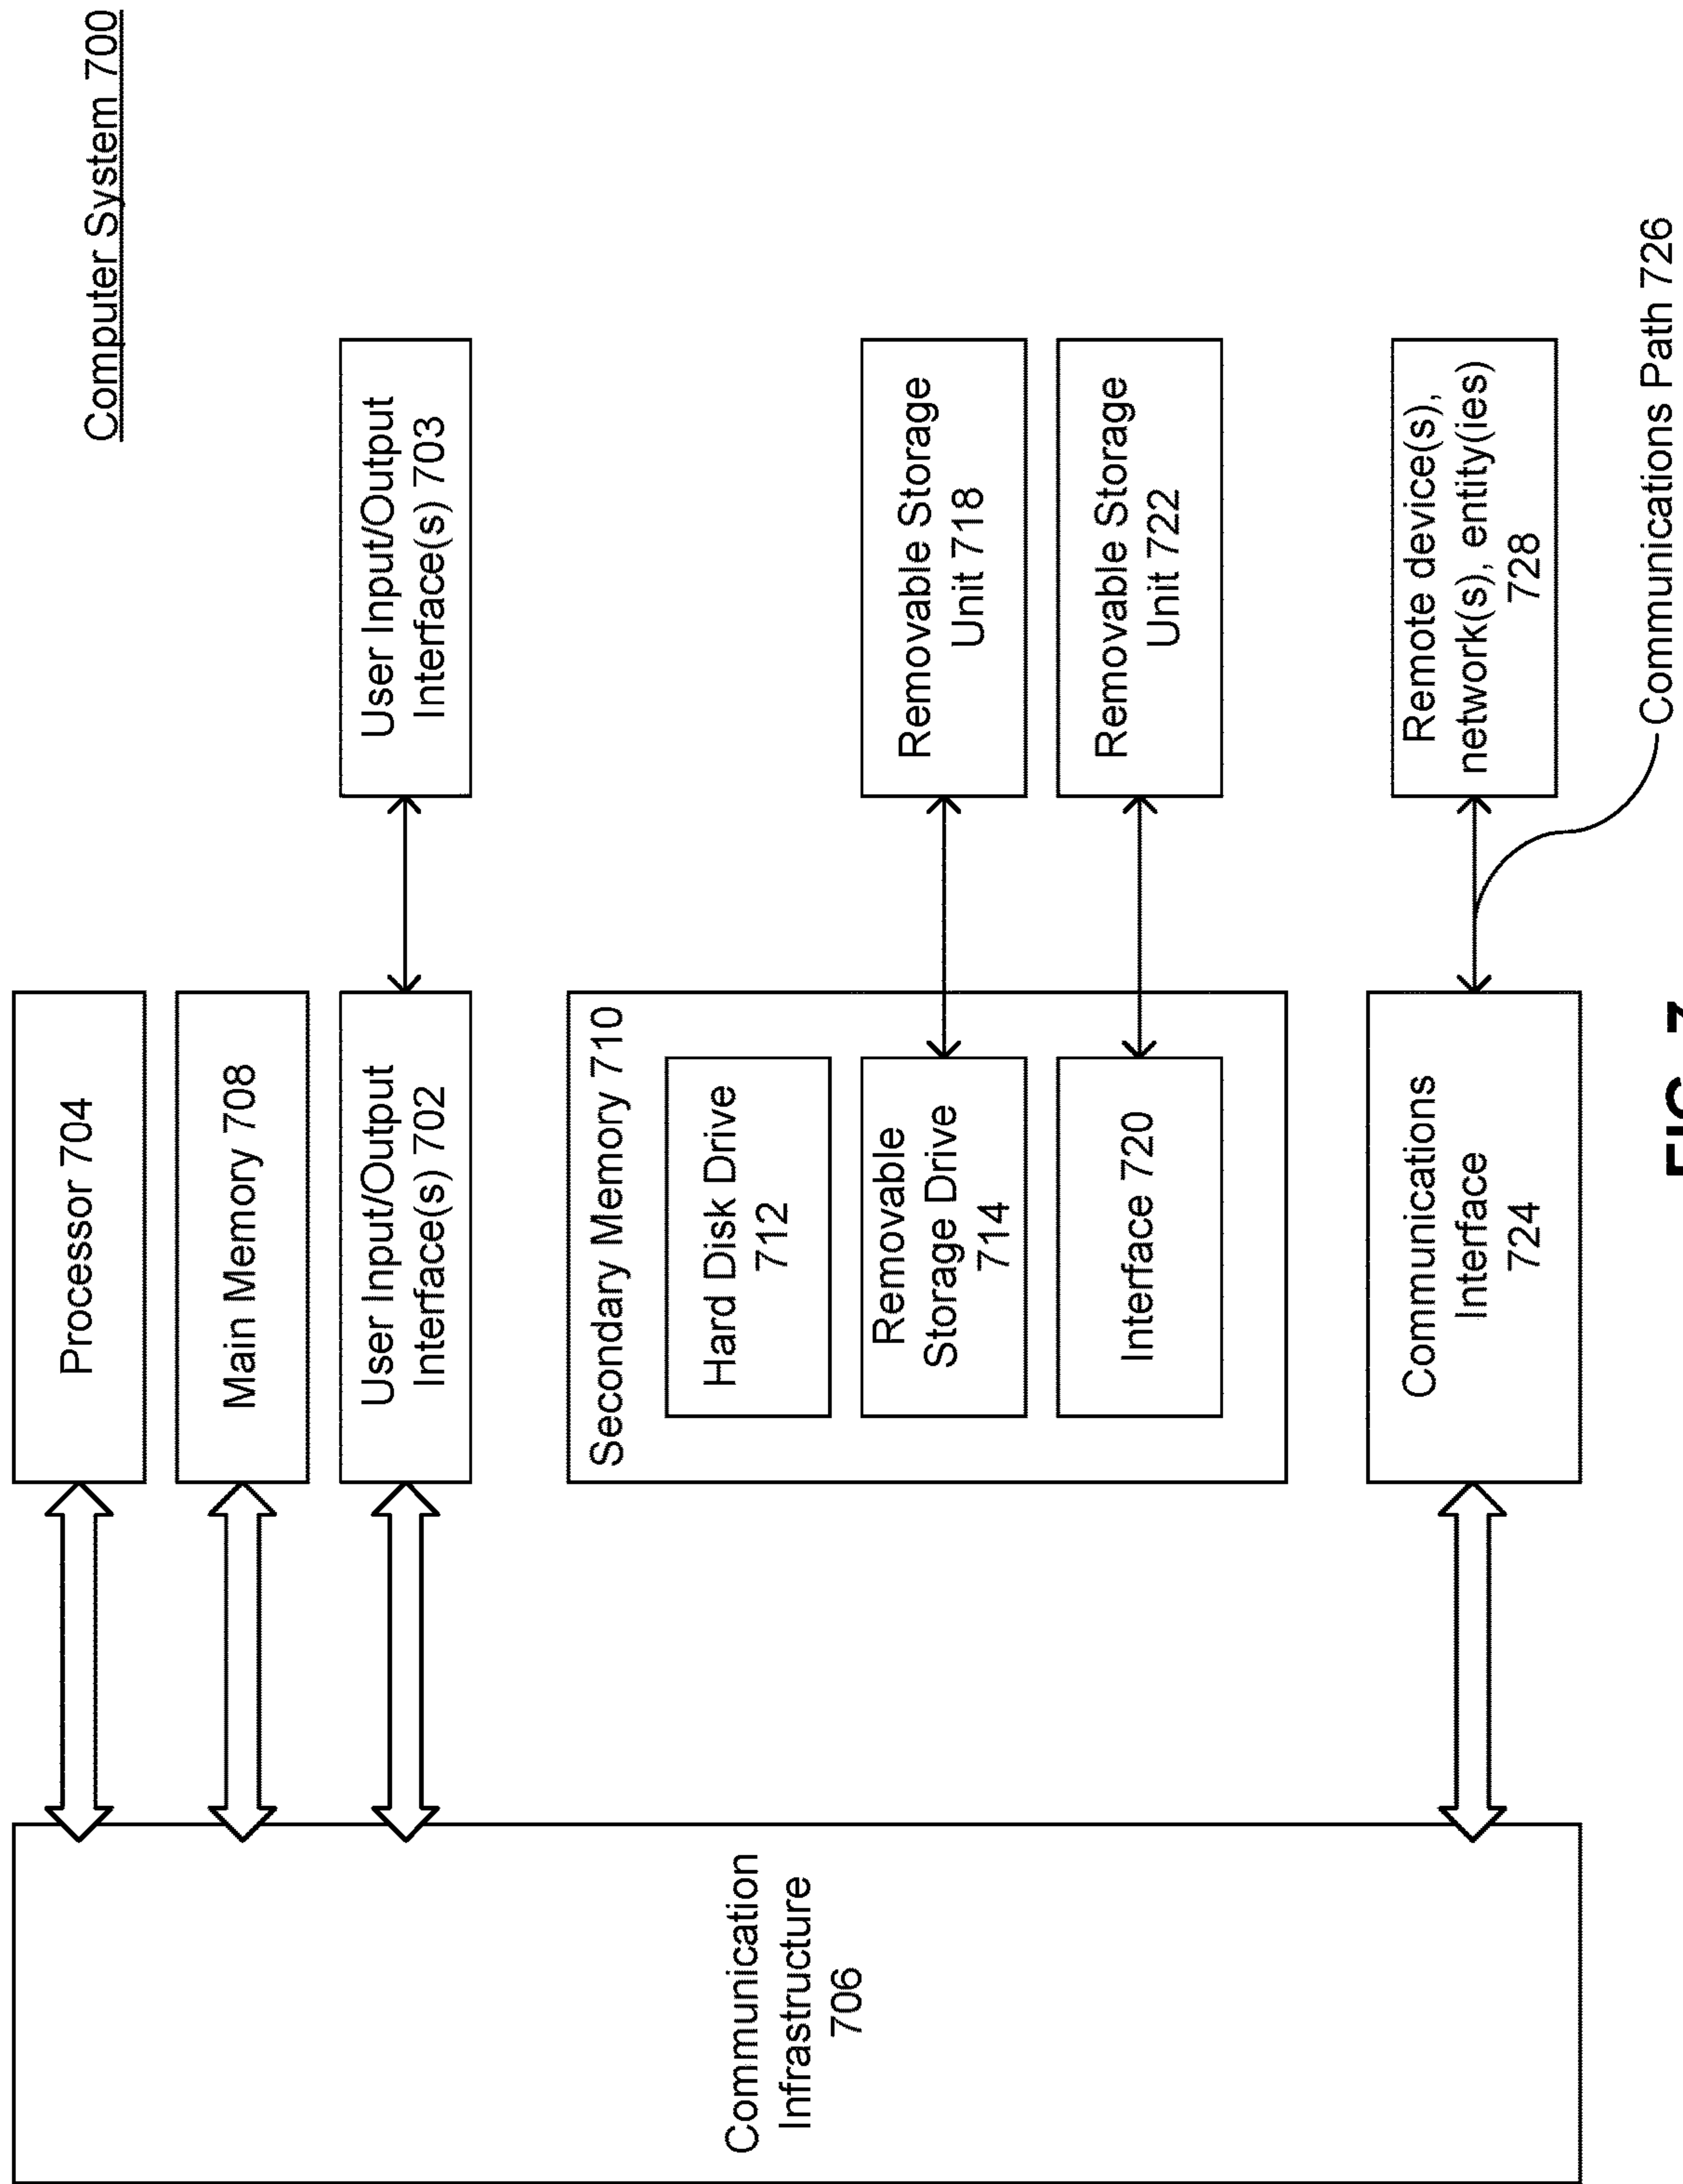 Computer System 700
Processor 704
Main Memory 708
User Input/Output
Interface(s) 702
User Input/Output
Interface(s) 703
Secondary Memory 710
Hard Disk Drive
712
Removable
Storage Drive
714
Removable Storage
Unit 718
Interface 720
Removable Storage
Unit 722
Communication
Infrastructure
706
Communications
Interface
724
Remote device(s),
network(s), entity(ies)
728
Communications Path 726
FIG. 7